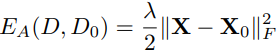 $E_A(D, D_0) = \frac{\lambda}{2} \|\mathbf{X} - \mathbf{X}_0\|_F^2$